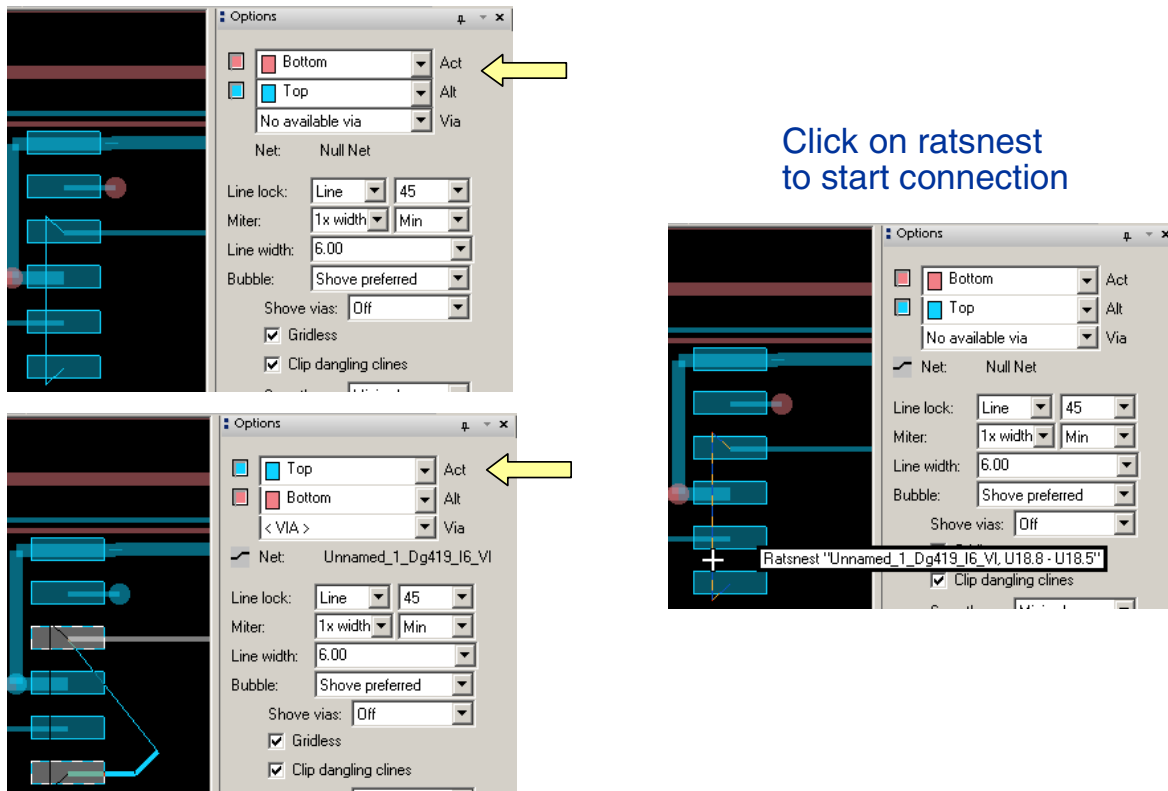 Options
Bottom Act
Top Alt
No available via Via
Net: Null Net
Line lock: Line 45
Miter: 1x width Min
Line width: 6.00
Bubble: Shove preferred
Shove vias: Off
Gridless
Clip dangling clines
Options
Top Act
Bottom Alt
< VIA > Via
Net: Unnamed_1_Dg419_I6_VI
Line lock: Line 45
Miter: 1x width Min
Line width: 6.00
Bubble: Shove preferred
Shove vias: Off
Gridless
Clip dangling clines
Click on ratsnest
to start connection
Options
Bottom Act
Top Alt
No available via Via
Net: Null Net
Line lock: Line 45
Miter: 1x width Min
Line width: 6.00
Bubble: Shove preferred
Shove vias: Off
Ratsnest "Unnamed_1_Dg419_I6_VI, U18.8 - U18.5"
Clip dangling clines